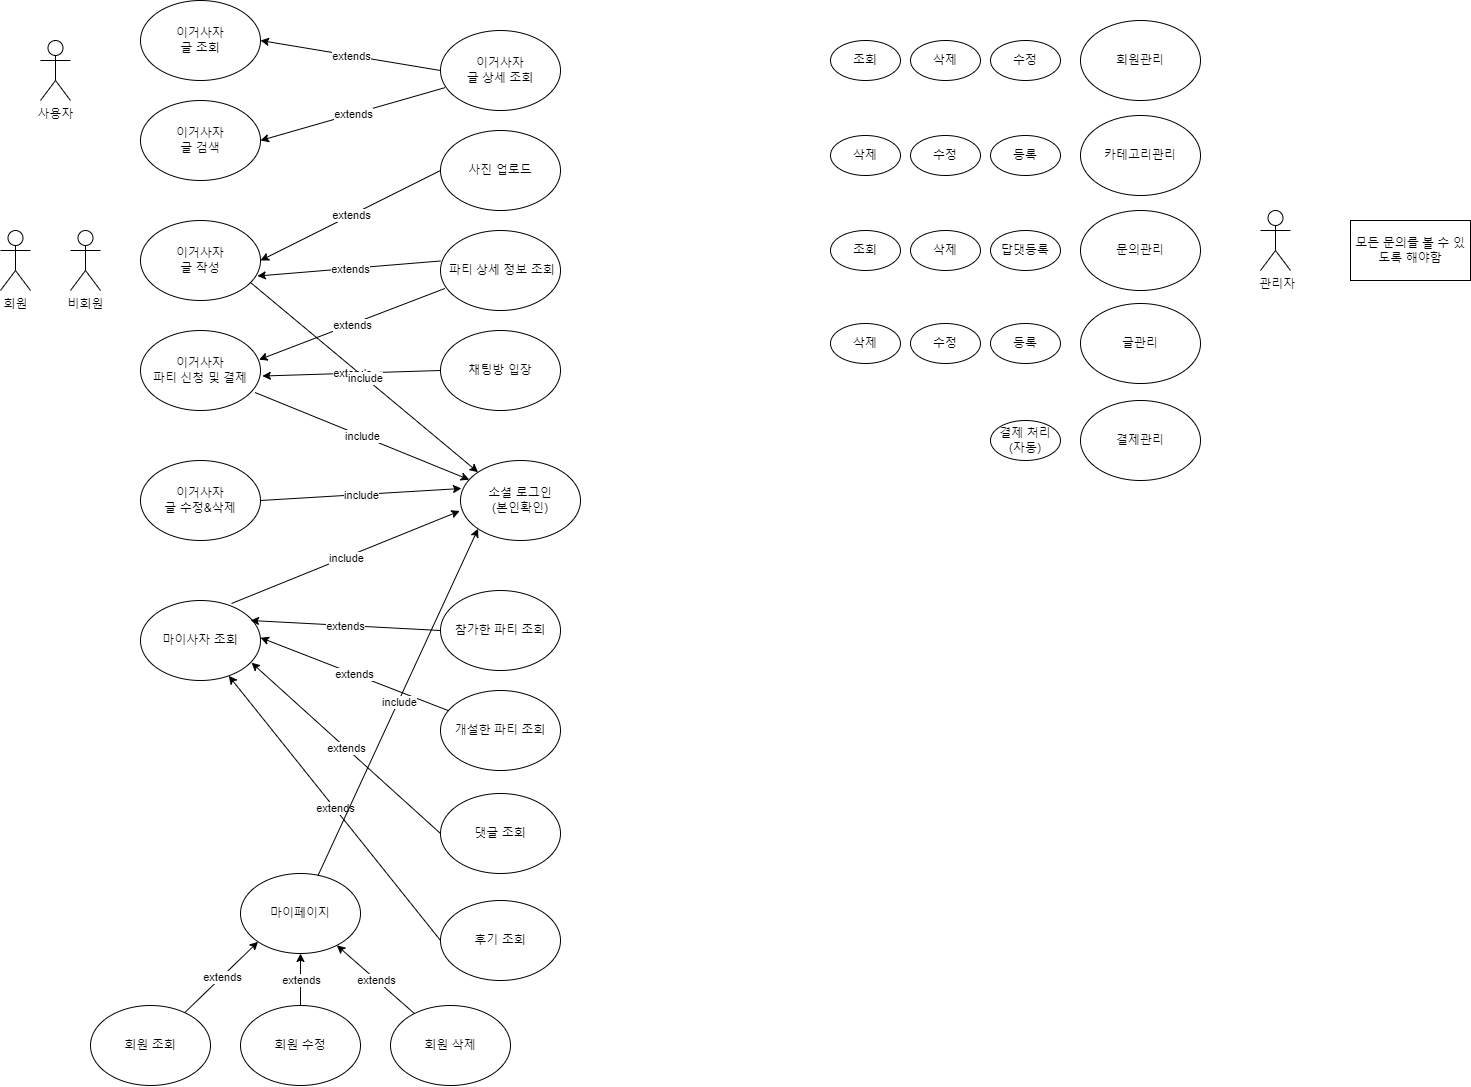 이거사자
글 조회
extends
이거사자
글 상세 조회
사용자
extends
이거사자
글 검색
사진 업로드
extends
이거사자
글 작성
extends
파티 상세 정보 조회
회원
비회원
extends
이거사자
파티 신청 및 결제
include
채팅방 입장
include
이거사자
글 수정&삭제
include
소셜 로그인
(본인확인)
include
마이사자 조회
extends
참가한 파티 조회
extends
include
개설한 파티 조회
extends
extends
댓글 조회
마이페이지
후기 조회
extends
extends
extends
회원 조회
회원 수정
회원 삭제
조회
삭제
수정
회원관리
삭제
수정
등록
카테고리관리
조회
삭제
답댓등록
문의관리
관리자
모든 문의를 볼 수 있
도록 해야함
삭제
수정
등록
글관리
결제 처리
(자동)
결제관리